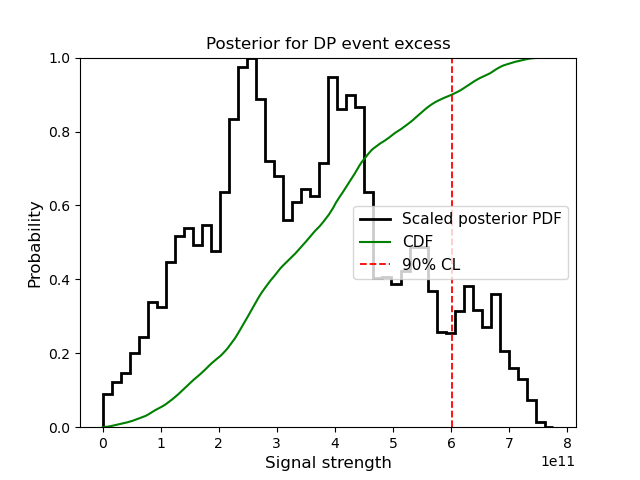 Posterior for DP event excess
Probability
1.0
0.8
0.6
0.4
0.2
0.0
Scaled posterior PDF
CDF
90% CL
0 1 2 3 4 5 6 7 8
1e11
Signal strength